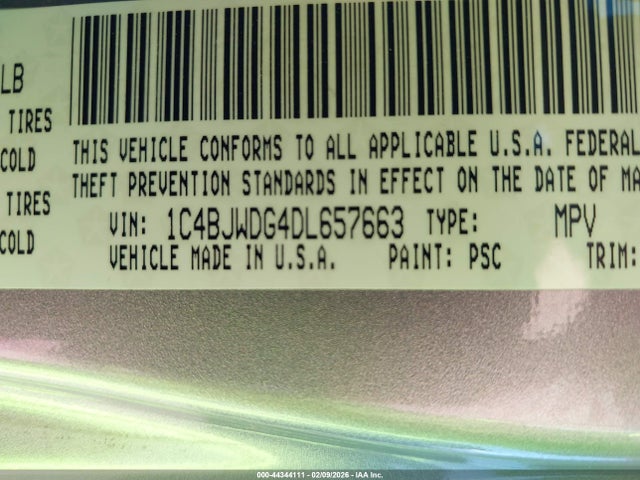 LB
TIRES
COLD
TIRES
COLD
THIS VEHICLE CONFORMS TO ALL APPLICABLE U.S.A. FEDERAL
THEFT PREVENTION STANDARDS IN EFFECT ON THE DATE OF MA
VIN: 1C4BJWDG4DL657663 TYPE: MPV
VEHICLE MADE IN U.S.A. PAINT: PSC TRIM:
000-44344111 - 02/09/2026 - IAA Inc.